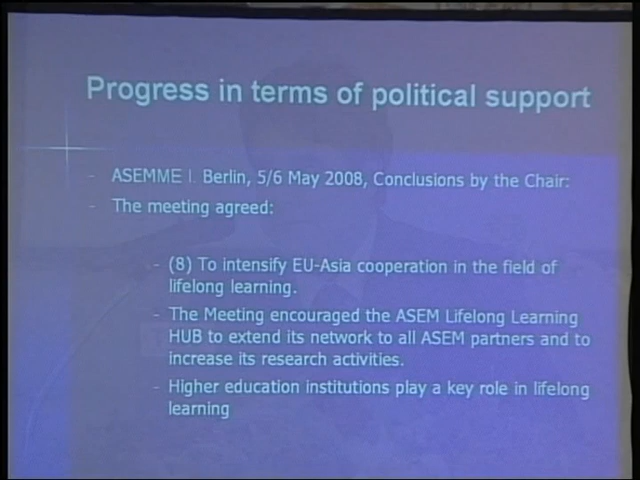 Progress in terms of political support
- ASEMME I. Berlin, 5/6 May 2008, Conclusions by the Chair:
- The meeting agreed:
- (8) To intensify EU-Asia cooperation in the field of
lifelong learning.
- The Meeting encouraged the ASEM Lifelong Learning
HUB to extend its network to all ASEM partners and to
increase its research activities.
- Higher education institutions play a key role in lifelong
learning